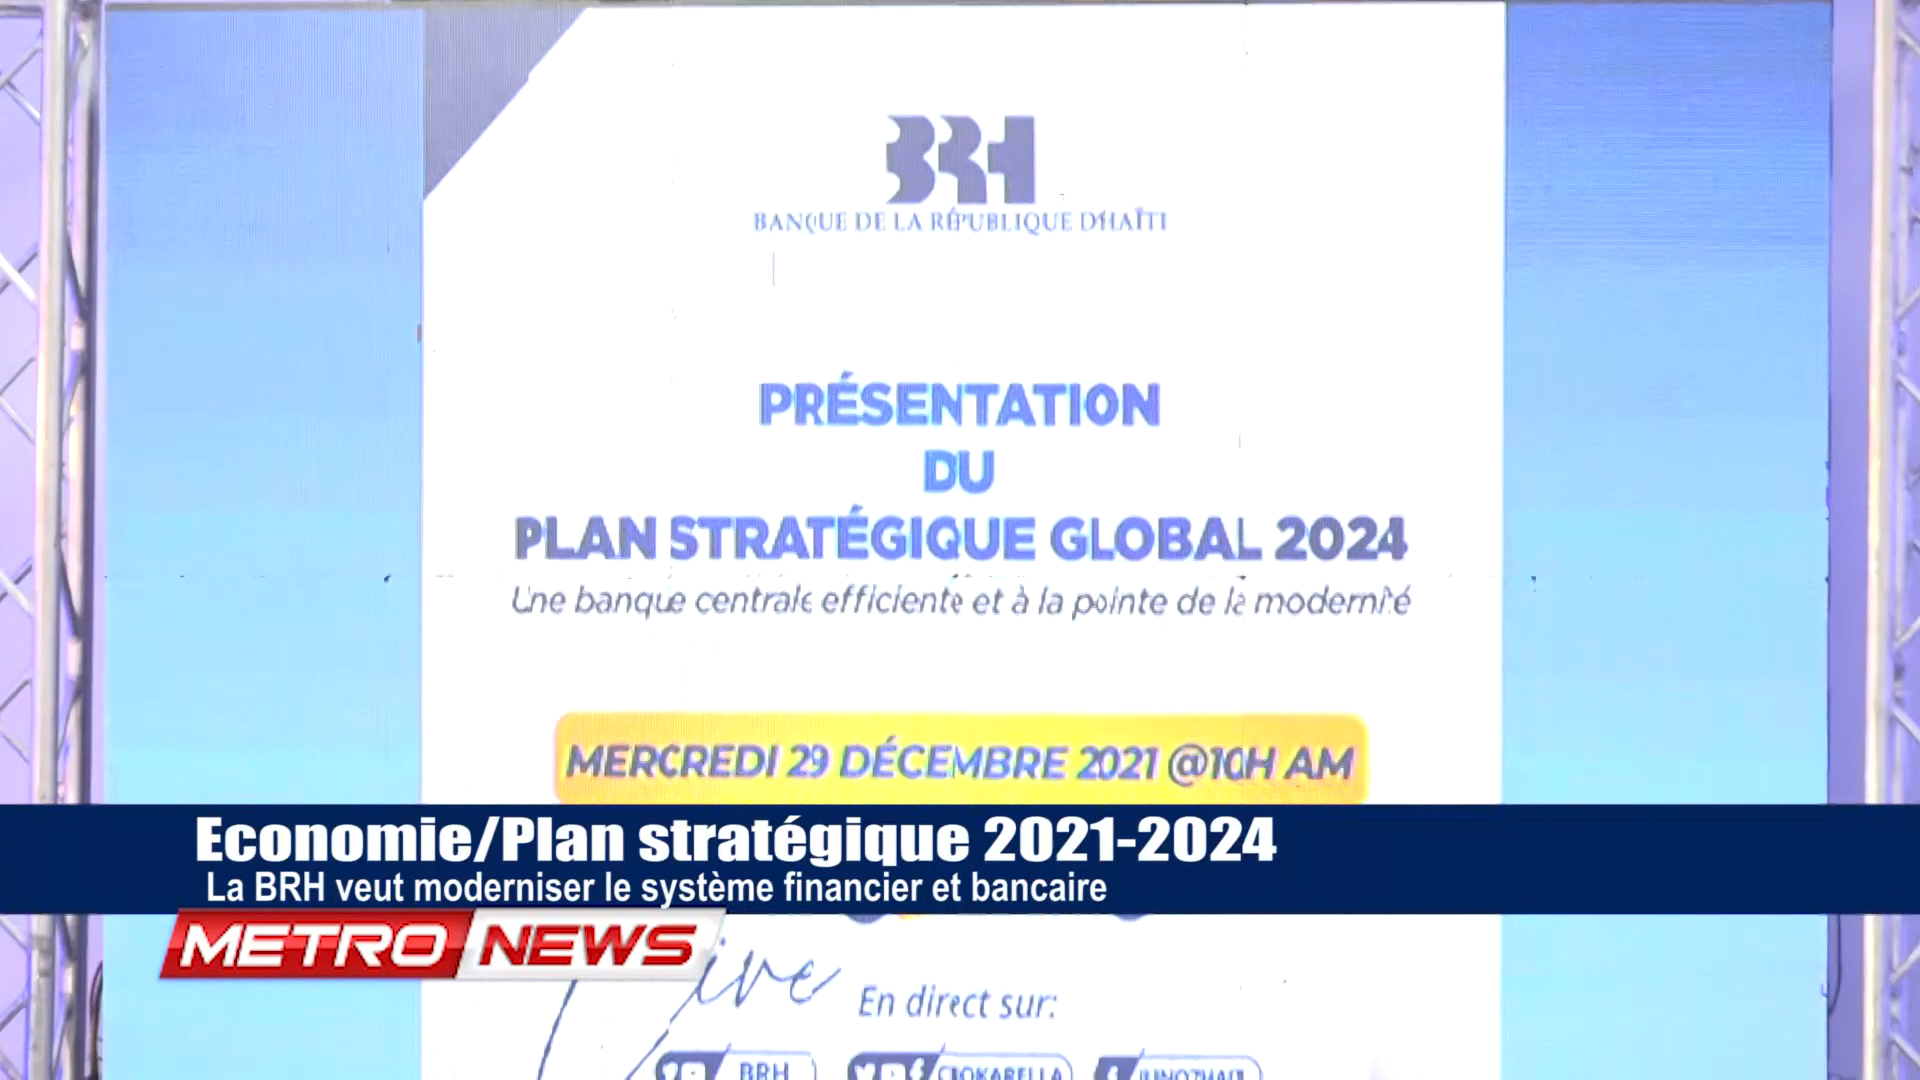 BRH
BANQUE DE LA RÉPUBLIQUE D'HAÏTI
PRÉSENTATION
DU
PLAN STRATÉGIQUE GLOBAL 2024
Une banque centrale efficiente et à la pointe de la modernité
MERCREDI 29 DÉCEMBRE 2021 @10H AM
Economie/Plan stratégique 2021-2024
La BRH veut moderniser le système financier et bancaire
METRO NEWS
Live
En direct sur:
BRH